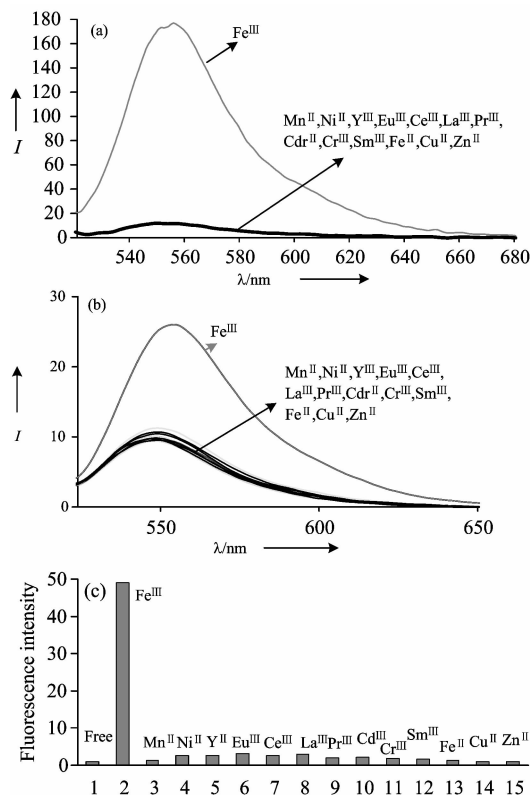 (a)
180
160
140
120
100
80
60
40
20
0
I
Fe^III
Mn^II,Ni^II,Y^III,Eu^III,Ce^III,La^III,Pr^III,
Cdr^II,Cr^III,Sm^III,Fe^II,Cu^II,Zn^II
540 560 580 600 620 640 660 680
λ/nm
(b)
30
20
10
0
I
Fe^III
Mn^II,Ni^II,Y^III,Eu^III,Ce^III,
La^III,Pr^III,Cdr^II,Cr^III,Sm^III,
Fe^II,Cu^II,Zn^II
550 600 650
λ/nm
(c)
Fluorescence intensity
50
40
30
20
10
0
Free Fe^III Mn^II Ni^II Y^II Eu^III Ce^III La^III Pr^III Cd^III Cr^III Sm^III Fe^II Cu^II Zn^II
1 2 3 4 5 6 7 8 9 10 11 12 13 14 15